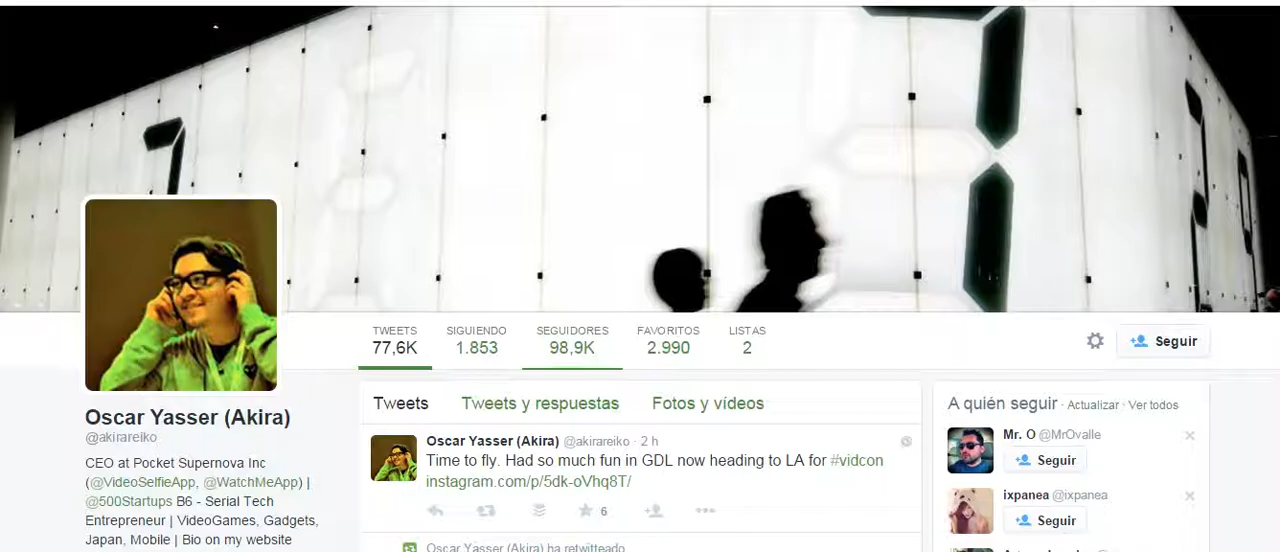 TWEETS SIGUIENDO SEGUIDORES FAVORITOS LISTAS
77,6K 1.853 98,9K 2.990 2
Seguir
Oscar Yasser (Akira)
@akirareiko
CEO at Pocket Supernova Inc
(@VideoSelfieApp, @WatchMeApp) |
@500Startups B6 - Serial Tech
Entrepreneur | VideoGames, Gadgets,
Japan, Mobile | Bio on my website
Tweets Tweets y respuestas Fotos y vídeos
Oscar Yasser (Akira) @akirareiko · 2 h
Time to fly. Had so much fun in GDL now heading to LA for #vidcon
instagram.com/p/5dk-oVhq8T/
6
Oscar Yasser (Akira) ha retwitteado
A quién seguir · Actualizar · Ver todos
Mr. O @MrOvalle
Seguir
ixpanea @ixpanea
Seguir